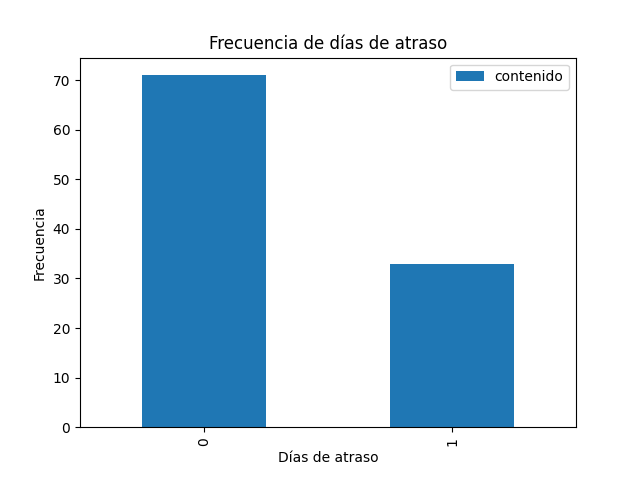 Frecuencia de días de atraso
contenido
Frecuencia
70
60
50
40
30
20
10
0
0
1
Días de atraso